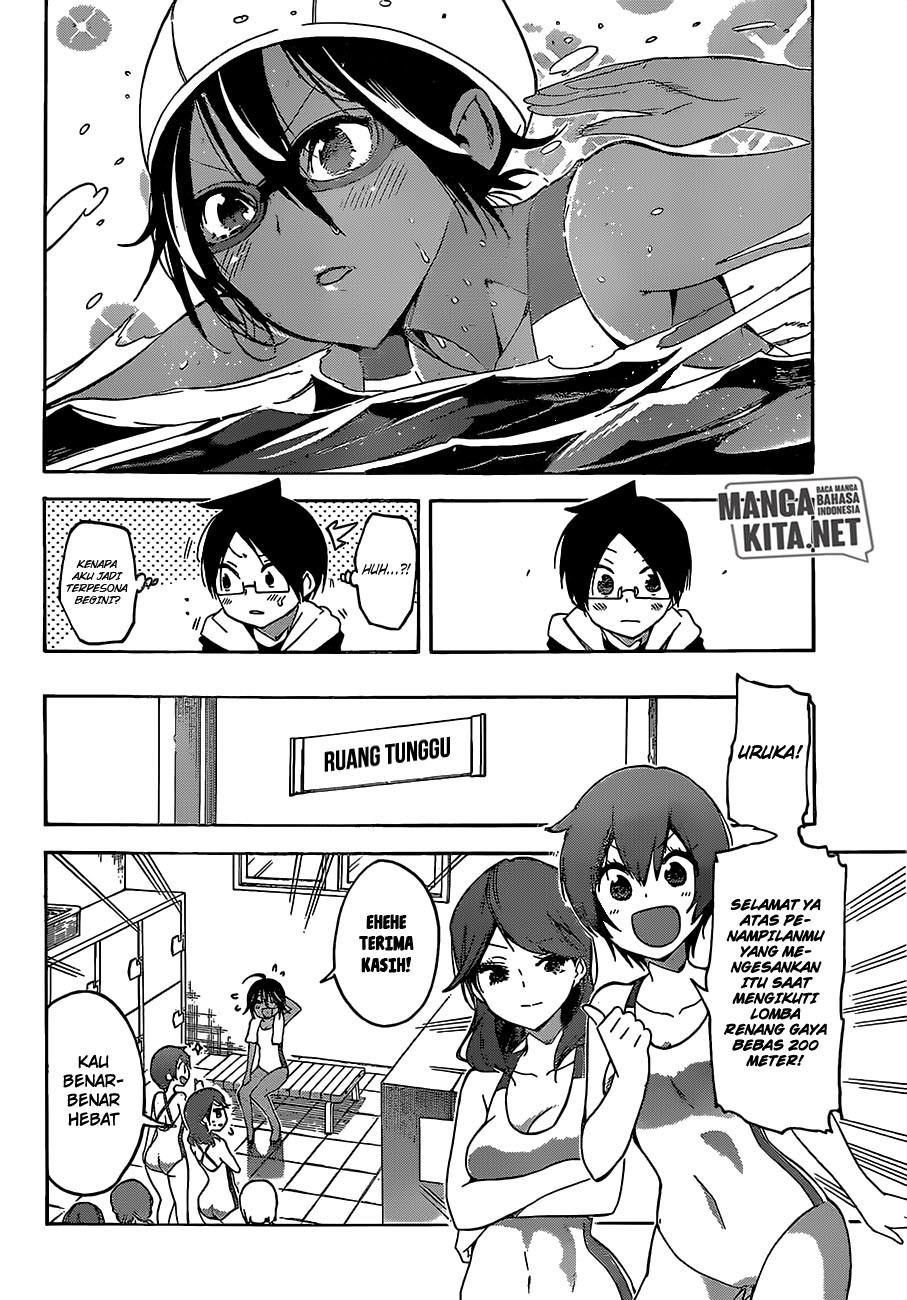 MANGA
KITA.NET
BACA MANGA
BAHASA
INDONESIA
HUH...?!
KENAPA
AKU JADI
TERPESONA
BEGINI?
RUANG TUNGGU
URUKA!
SELAMAT YA
ATAS PE-
NAMPILANMU
YANG ME-
NGESANKAN
ITU SAAT
MENGIKUTI
LOMBA
RENANG GAYA
BEBAS 200
METER!
EHEHE
TERIMA
KASIH!
KAU
BENAR-
BENAR
HEBAT